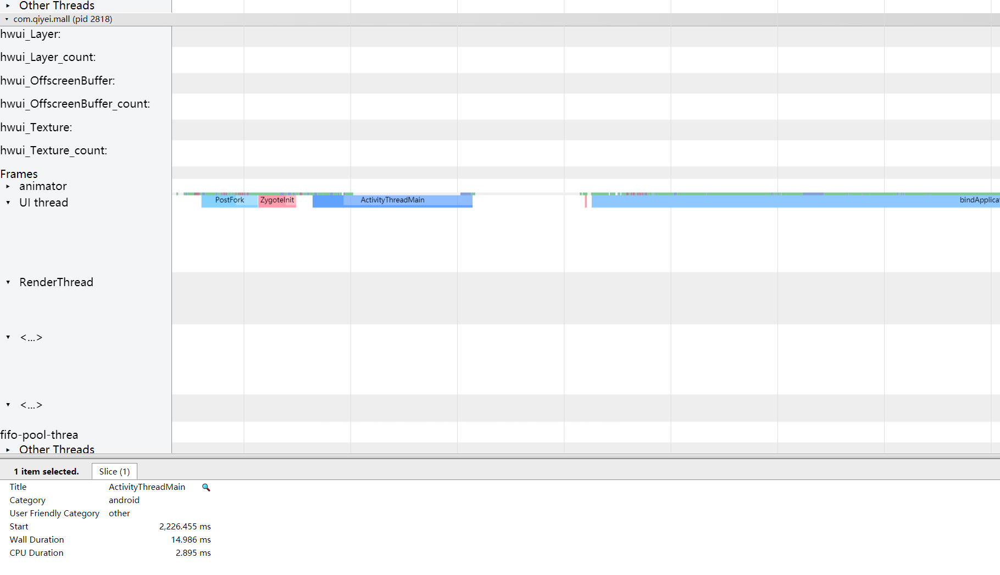 Other Threads
com.qiyei.mall (pid 2818)
hwui_Layer:
hwui_Layer_count:
hwui_OffscreenBuffer:
hwui_OffscreenBuffer_count:
hwui_Texture:
hwui_Texture_count:
Frames
animator
UI thread
PostFork ZygoteInit ActivityThreadMain bindApplica
RenderThread
<...>
<...>
fifo-pool-threa
Other Threads
1 item selected. Slice (1)
Title ActivityThreadMain
Category android
User Friendly Category other
Start 2,226.455 ms
Wall Duration 14.986 ms
CPU Duration 2.895 ms